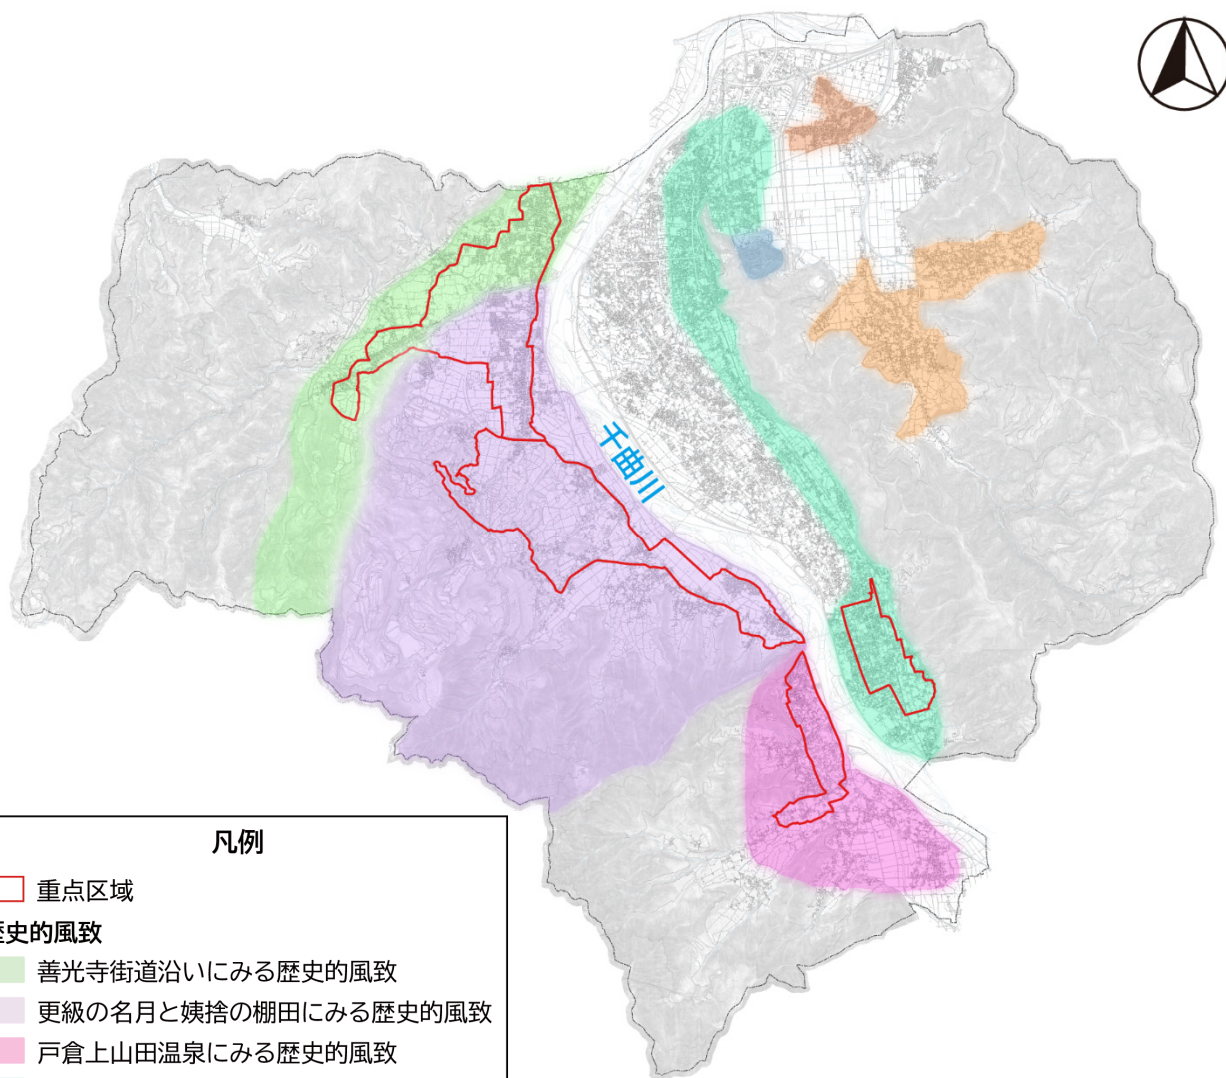 千曲川
凡例
重点区域
歴史的風致
善光寺街道沿いにみる歴史的風致
更級の名月と姨捨の棚田にみる歴史的風致
戸倉上山田温泉にみる歴史的風致